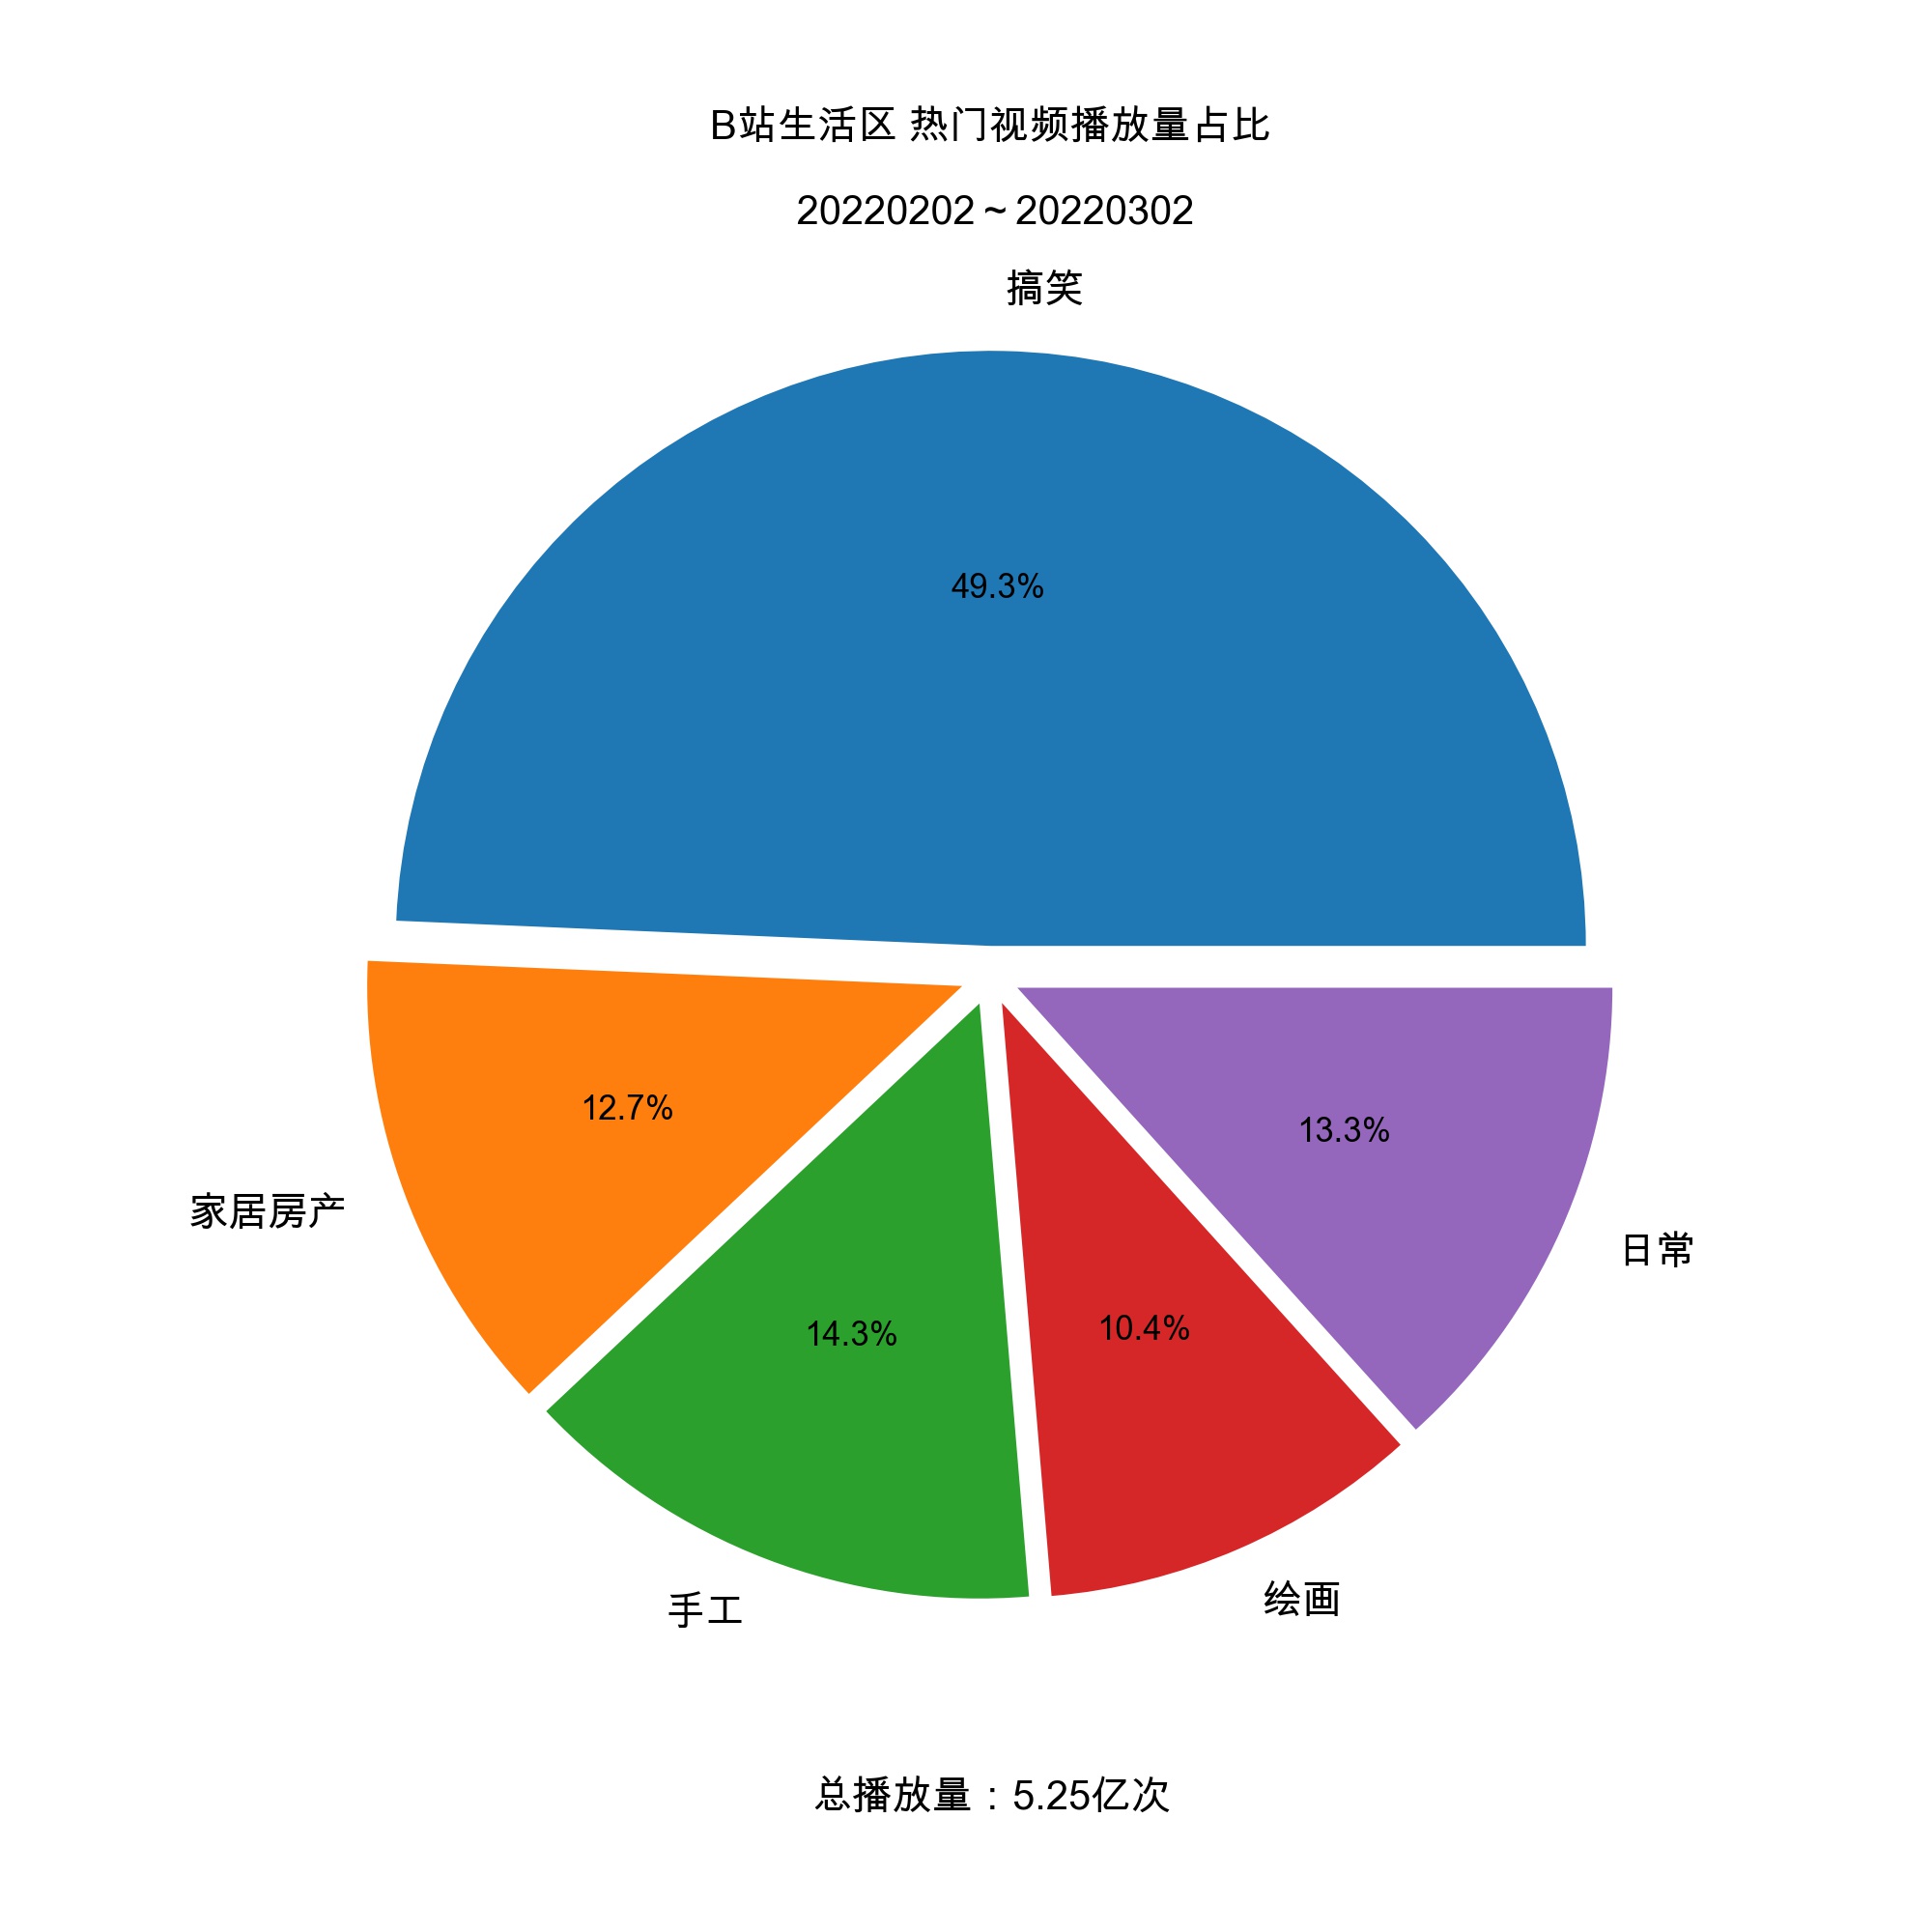 B站生活区 热门视频播放量占比
20220202 ~ 20220302
搞笑
49.3%
12.7%
家居房产
13.3%
日常
14.3%
10.4%
手工
绘画
总播放量：5.25亿次